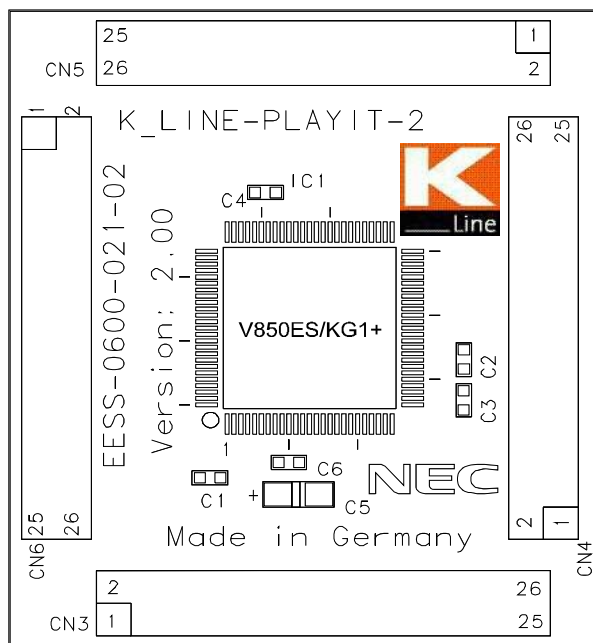 25 1
CN5 26 2
1 2
K_LINE-PLAYIT-2
26 25
K
Line
C4 IC1
EESS-0600-021-02
Version: 2.00
V850ES/KG1+
C2
C3
1
C6
C1
+ C5
NEC
25 26
CN6
2 1
CN4
Made in Germany
2 26
CN3 1 25